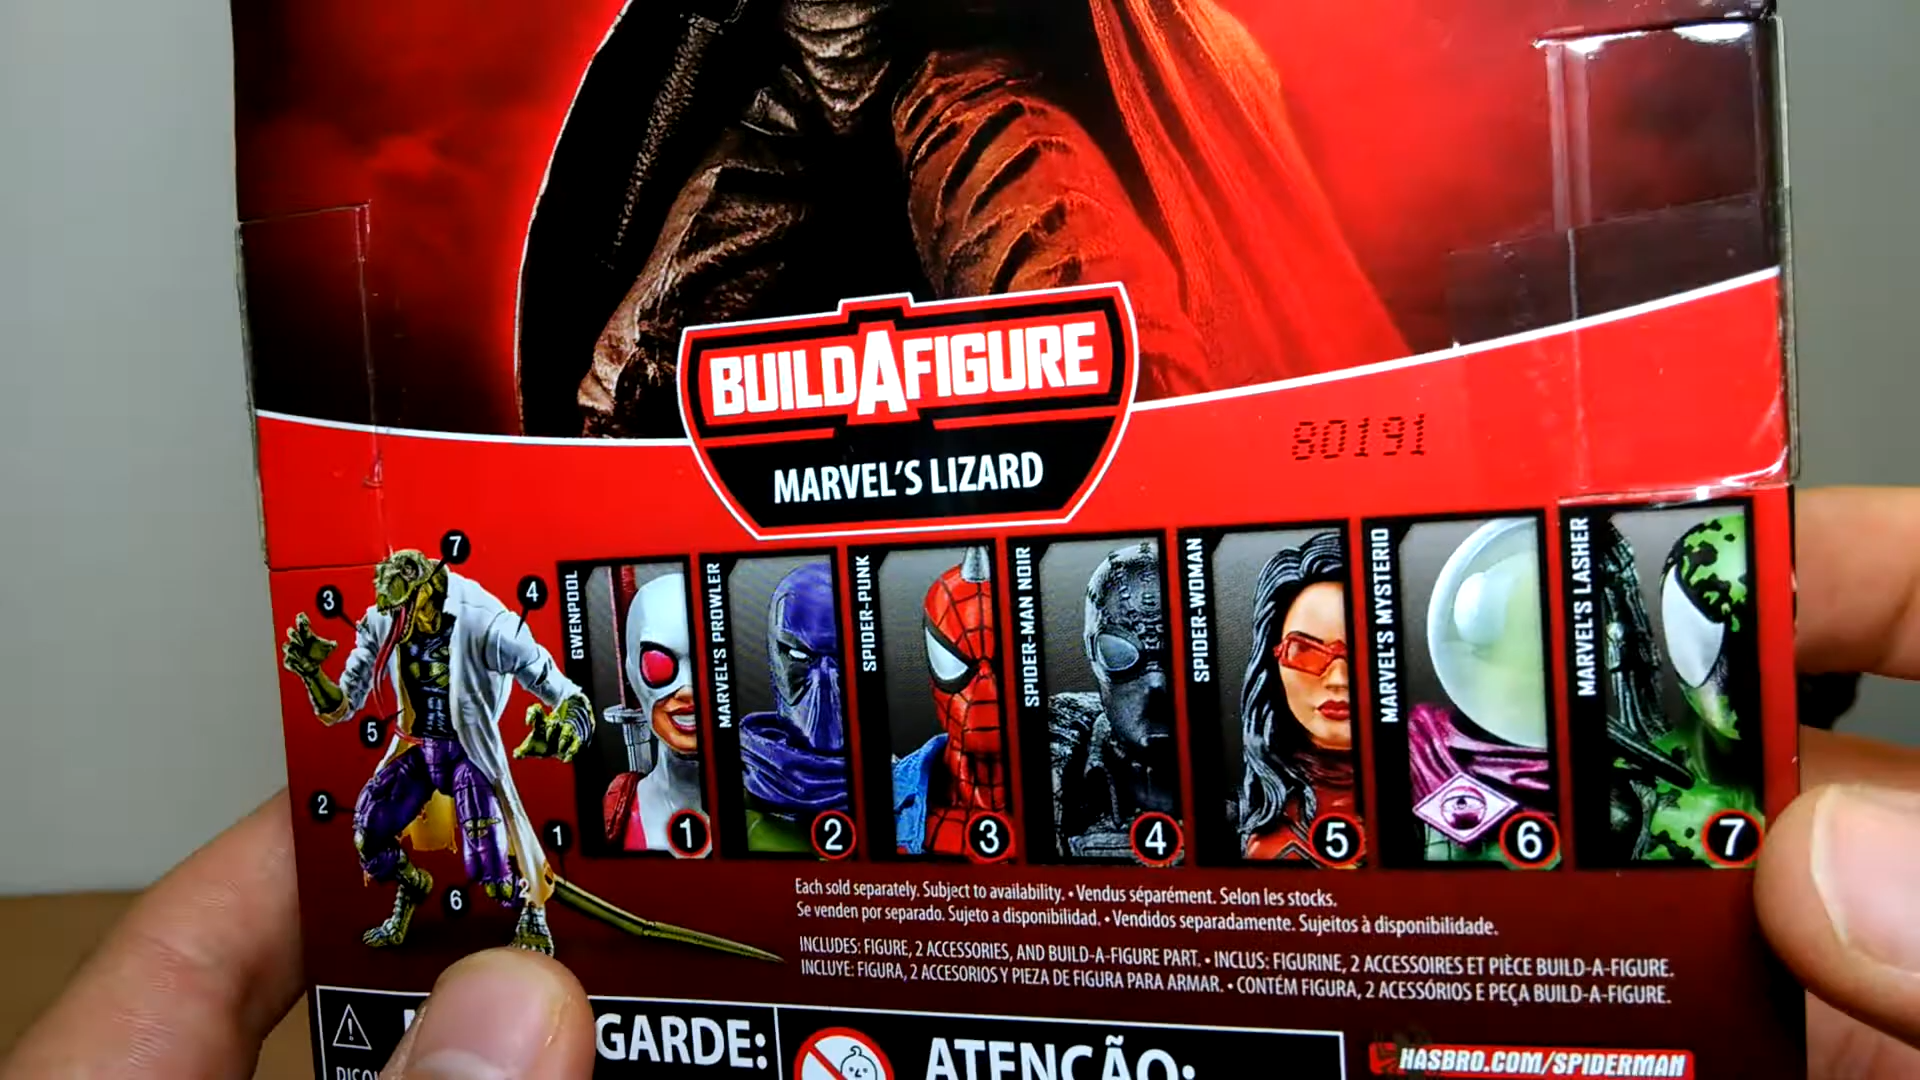 BUILDAFIGURE
MARVEL'S LIZARD
80191
7
3
4
5
2
1
6
2
GWENPOOL
1
MARVEL'S PROWLER
2
SPIDER-PUNK
3
SPIDER-MAN NOIR
4
SPIDER-WOMAN
5
MARVEL'S MYSTERIO
6
MARVEL'S LASHER
7
Each sold separately. Subject to availability. • Vendus séparément. Selon les stocks.
Se venden por separado. Sujeto a disponibilidad. • Vendidos separadamente. Sujeitos à disponibilidade.
INCLUDES: FIGURE, 2 ACCESSORIES, AND BUILD-A-FIGURE PART. • INCLUS: FIGURINE, 2 ACCESSOIRES ET PIÈCE BUILD-A-FIGURE.
INCLUYE: FIGURA, 2 ACCESORIOS Y PIEZA DE FIGURA PARA ARMAR. • CONTÉM FIGURA, 2 ACESSÓRIOS E PEÇA BUILD-A-FIGURE.
GARDE:
ATENÇÃO:
HASBRO.COM/SPIDERMAN